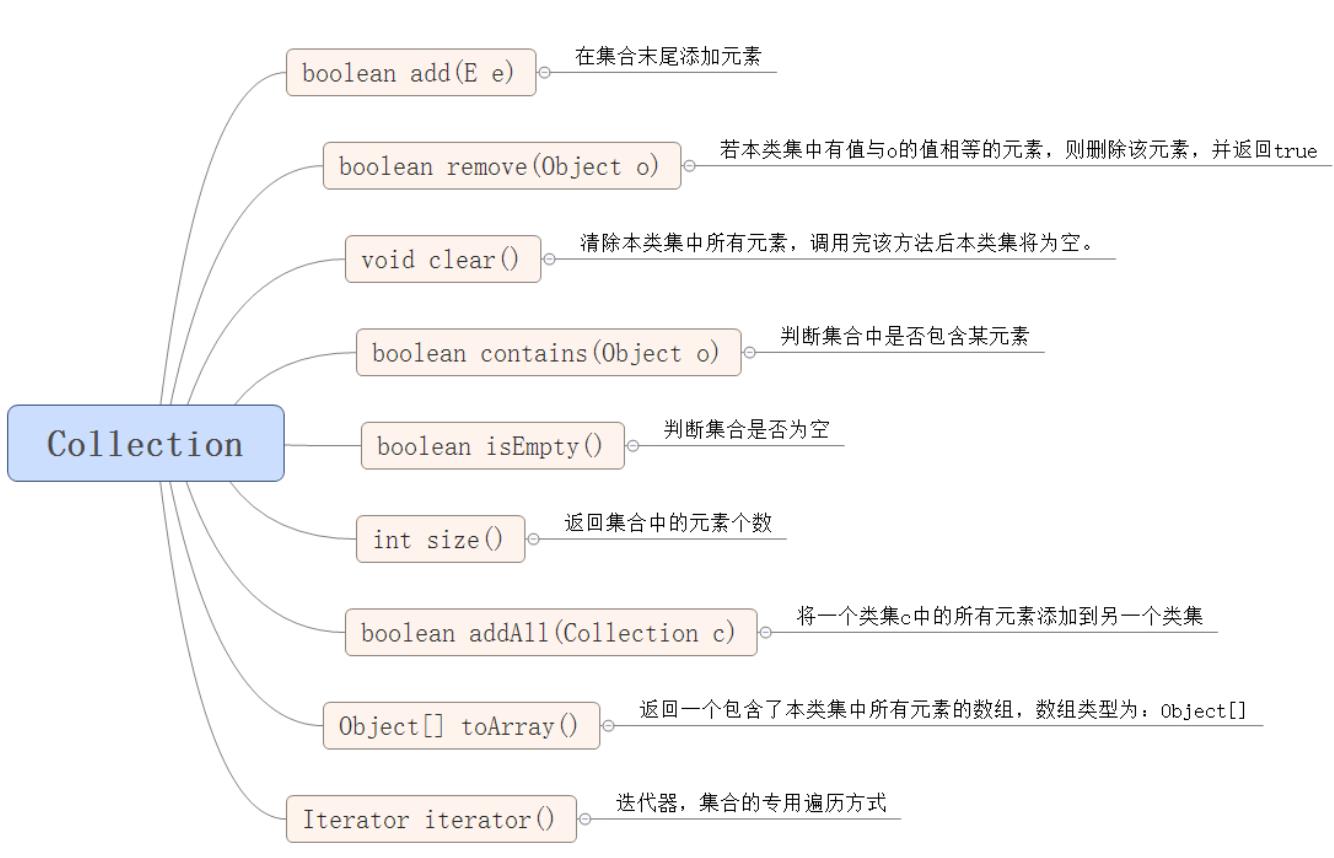 boolean add(E e)
在集合末尾添加元素
boolean remove(Object o)
若本类集中有值与o的值相等的元素，则删除该元素，并返回true
void clear()
清除本类集中所有元素，调用完该方法后本类集将为空。
boolean contains(Object o)
判断集合中是否包含某元素
Collection
boolean isEmpty()
判断集合是否为空
int size()
返回集合中的元素个数
boolean addAll(Collection c)
将一个类集c中的所有元素添加到另一个类集
Object[] toArray()
返回一个包含了本类集中所有元素的数组，数组类型为：Object[]
Iterator iterator()
迭代器，集合的专用遍历方式